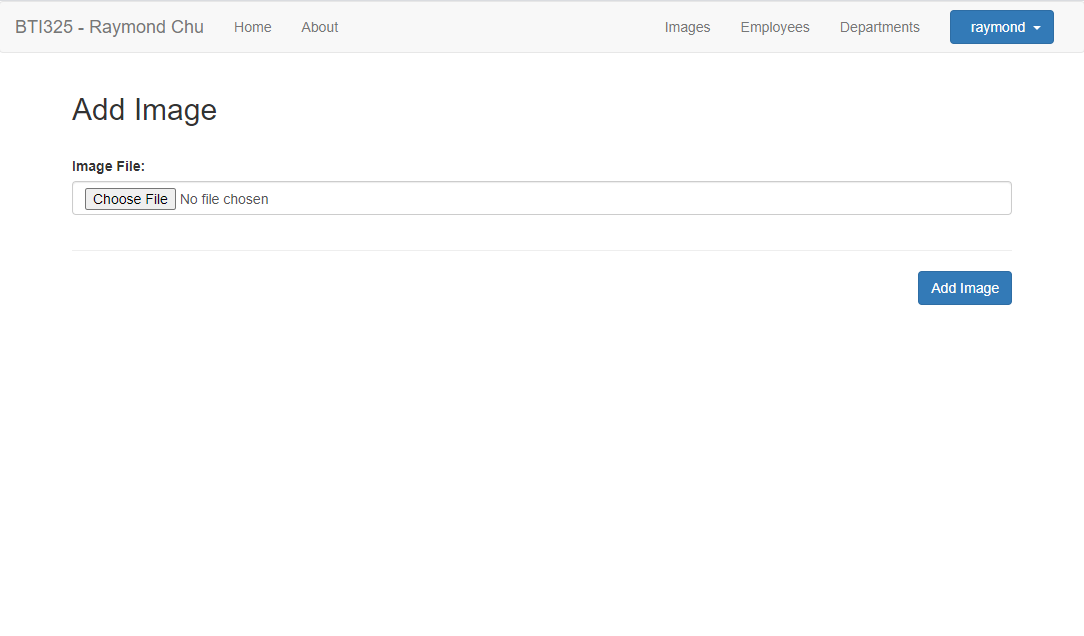 BTI325 - Raymond Chu Home About Images Employees Departments raymond
Add Image
Image File:
Choose File No file chosen
Add Image